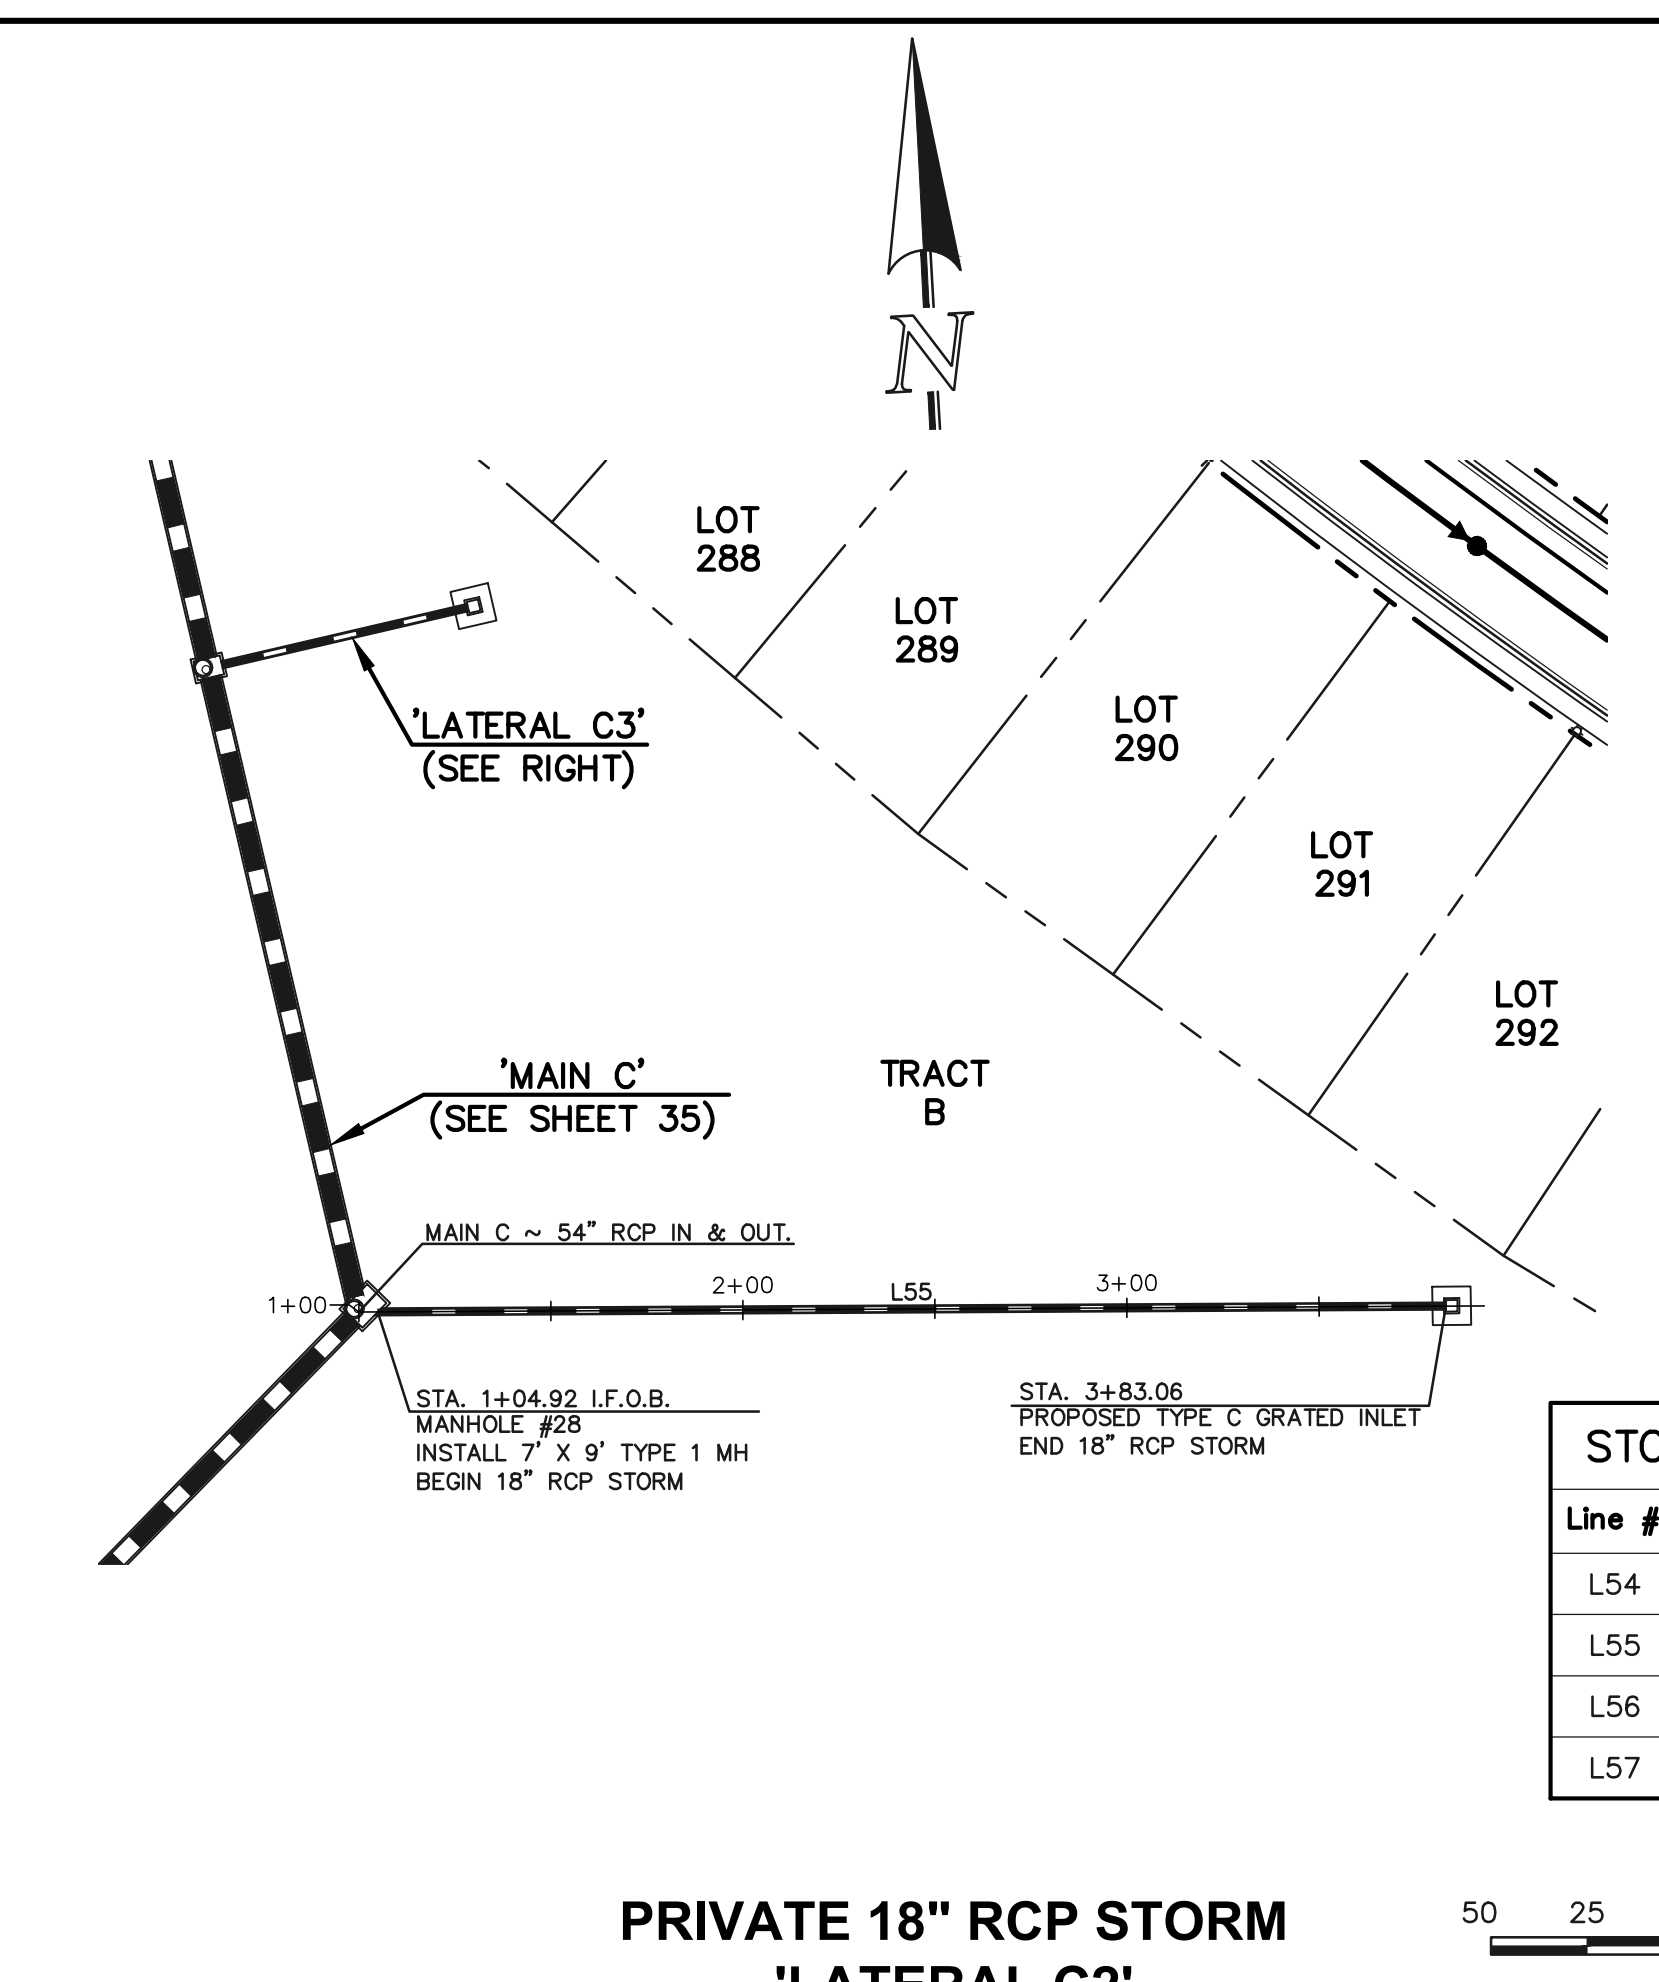 N
LOT
288
LOT
289
'LATERAL C3'
(SEE RIGHT)
LOT
290
LOT
291
LOT
292
'MAIN C'
(SEE SHEET 35)
TRACT
B
MAIN C ~ 54" RCP IN & OUT.
1+00
2+00
L55
3+00
STA. 1+04.92 I.F.O.B.
MANHOLE #28
INSTALL 7' X 9' TYPE 1 MH
BEGIN 18" RCP STORM
STA. 3+83.06
PROPOSED TYPE C GRATED INLET
END 18" RCP STORM
Line #
L54
L55
L56
L57
PRIVATE 18" RCP STORM
'LATERAL C2'
50 25